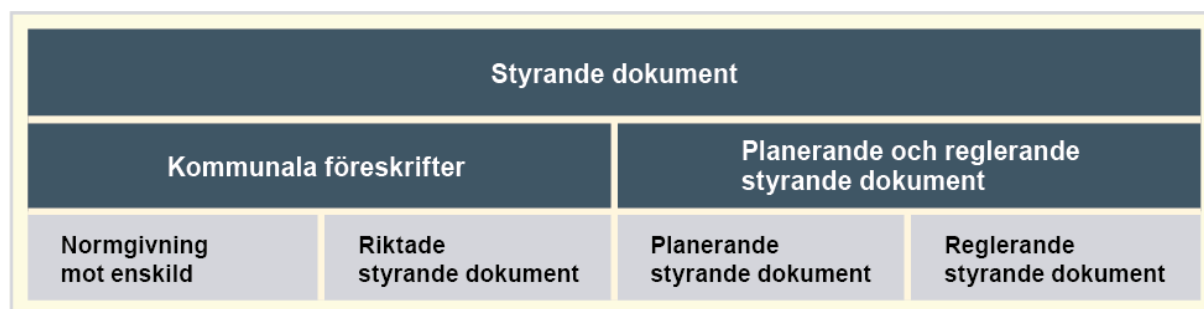 Styrande dokument
Kommunala föreskrifter
Planerande och reglerande
styrande dokument
Normgivning
mot enskild
Riktade
styrande dokument
Planerande
styrande dokument
Reglerande
styrande dokument